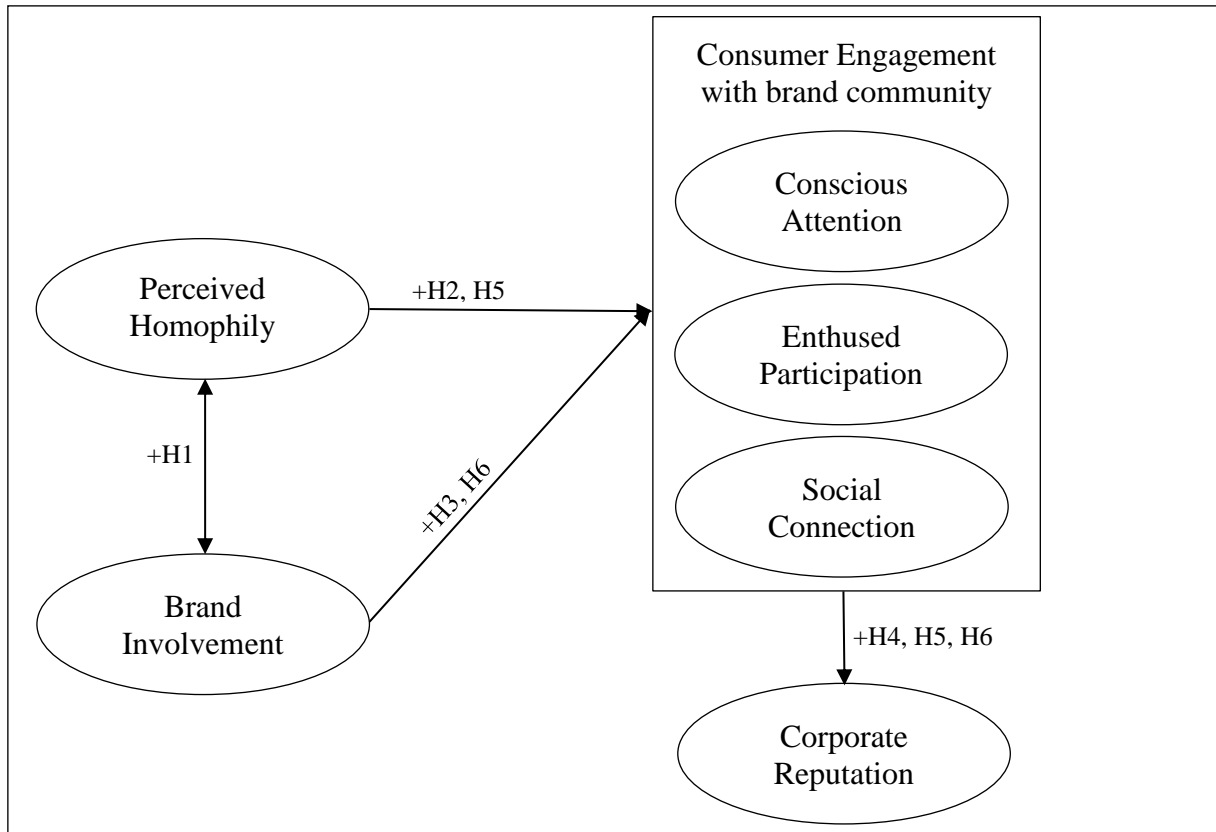 Consumer Engagement
with brand community
Conscious
Attention
Perceived
Homophily
+H2, H5
Enthused
Participation
+H1
+H3, H6
Social
Connection
Brand
Involvement
+H4, H5, H6
Corporate
Reputation